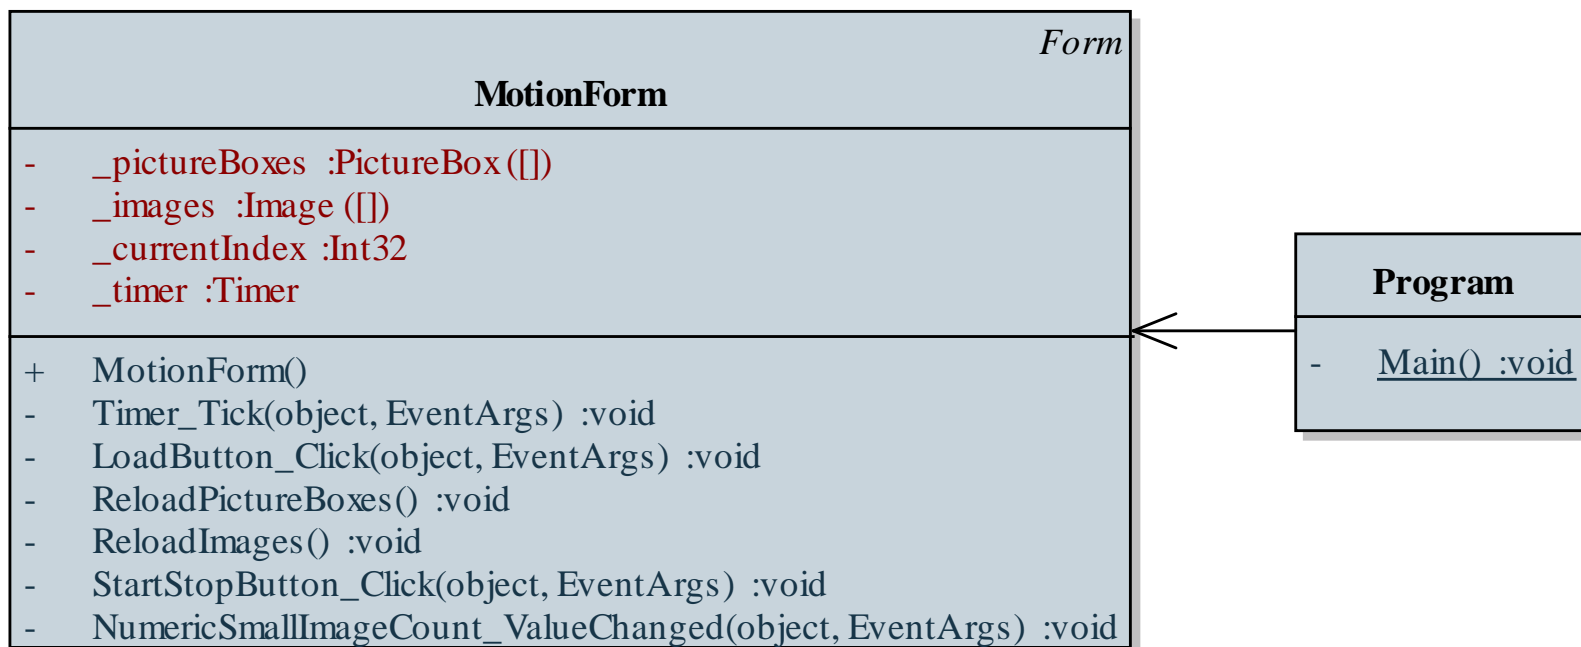 Form
MotionForm
- _pictureBoxes :PictureBox ([])
- _images :Image ([])
- _currentIndex :Int32
- _timer :Timer
+ MotionForm()
- Timer_Tick(object, EventArgs) :void
- LoadButton_Click(object, EventArgs) :void
- ReloadPictureBoxes() :void
- ReloadImages() :void
- StartStopButton_Click(object, EventArgs) :void
- NumericSmallImageCount_ValueChanged(object, EventArgs) :void
Program
- Main() :void